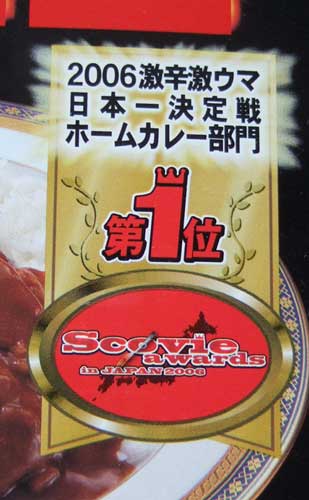 2006激辛激ウマ
日本一決定戦
ホームカレー部門
第1位
Scovie
awards
in JAPAN 2006